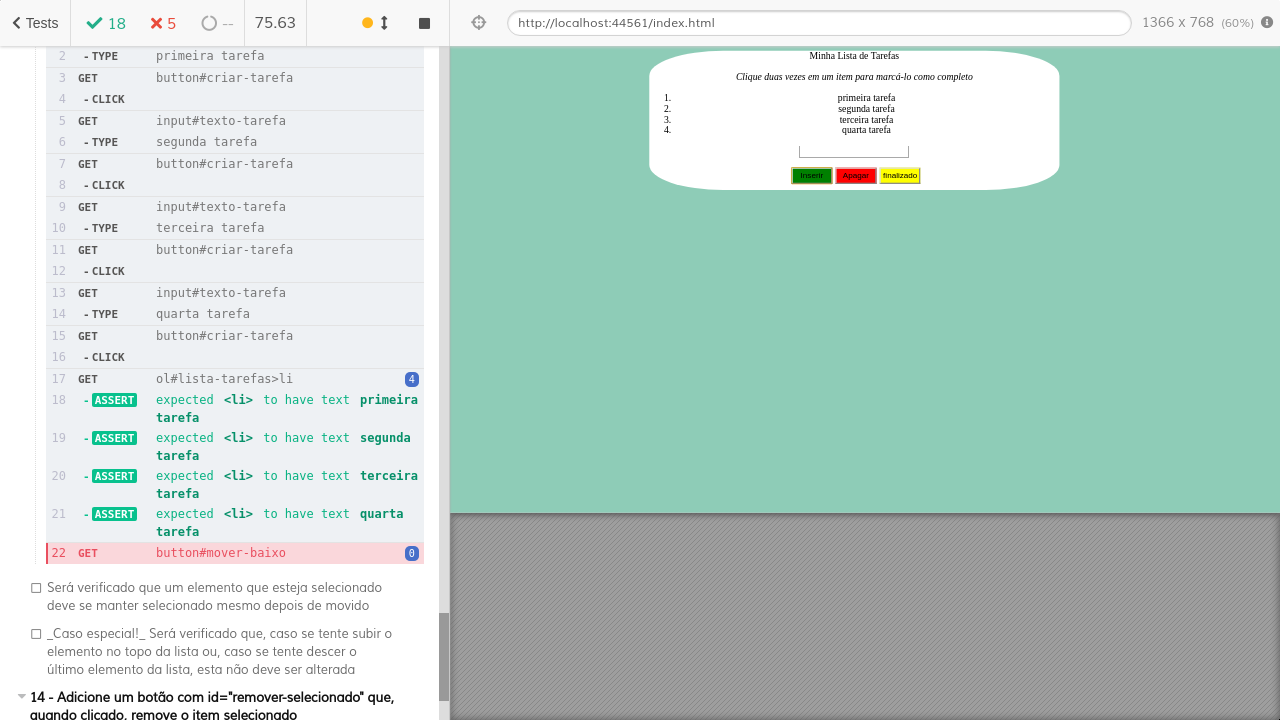 Tests 18 5 -- 75.63
http://localhost:44561/index.html 1366 x 768 (60%)
2 - TYPE primeira tarefa
3 GET button#criar-tarefa
4 - CLICK
5 GET input#texto-tarefa
6 - TYPE segunda tarefa
7 GET button#criar-tarefa
8 - CLICK
9 GET input#texto-tarefa
10 - TYPE terceira tarefa
11 GET button#criar-tarefa
12 - CLICK
13 GET input#texto-tarefa
14 - TYPE quarta tarefa
15 GET button#criar-tarefa
16 - CLICK
17 GET ol#lista-tarefas>li 4
18 - ASSERT expected <li> to have text primeira
tarefa
19 - ASSERT expected <li> to have text segunda
tarefa
20 - ASSERT expected <li> to have text terceira
tarefa
21 - ASSERT expected <li> to have text quarta
tarefa
22 GET button#mover-baixo 0
Será verificado que um elemento que esteja selecionado
deve se manter selecionado mesmo depois de movido
_Caso especial!_ Será verificado que, caso se tente subir o
elemento no topo da lista ou, caso se tente descer o
último elemento da lista, esta não deve ser alterada
14 - Adicione um botão com id="remover-selecionado" que,
quando clicado, remove o item selecionado
Minha Lista de Tarefas
Clique duas vezes em um item para marcá-lo como completo
1. primeira tarefa
2. segunda tarefa
3. terceira tarefa
4. quarta tarefa
Inserir Apagar finalizado